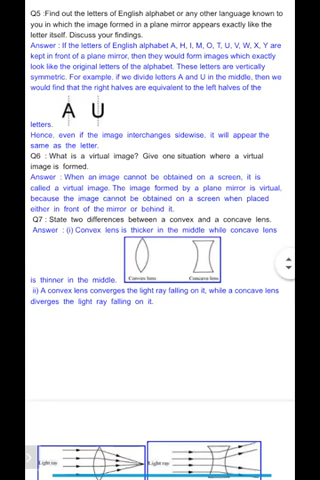 Q5 :Find out the letters of English alphabet or any other language known to
you in which the image formed in a plane mirror appears exactly like the
letter itself. Discuss your findings.
Answer : If the letters of English alphabet A, H, I, M, O, T, U, V, W, X, Y are
kept in front of a plane mirror, then they would form images which exactly
look like the original letters of the alphabet. These letters are vertically
symmetric. For example, if we divide letters A and U in the middle, then we
would find that the right halves are equivalent to the left halves of the
A U
letters.
Hence, even if the image interchanges sidewise, it will appear the
same as the letter.
Q6 : What is a virtual image? Give one situation where a virtual
image is formed.
Answer : When an image cannot be obtained on a screen, it is
called a virtual image. The image formed by a plane mirror is virtual,
because the image cannot be obtained on a screen when placed
either in front of the mirror or behind it.
Q7 : State two differences between a convex and a concave lens.
Answer : (i) Convex lens is thicker in the middle while concave lens
Convex lens Concave lens
is thinner in the middle.
ii) A convex lens converges the light ray falling on it, while a concave lens
diverges the light ray falling on it.
Light ray Light ray